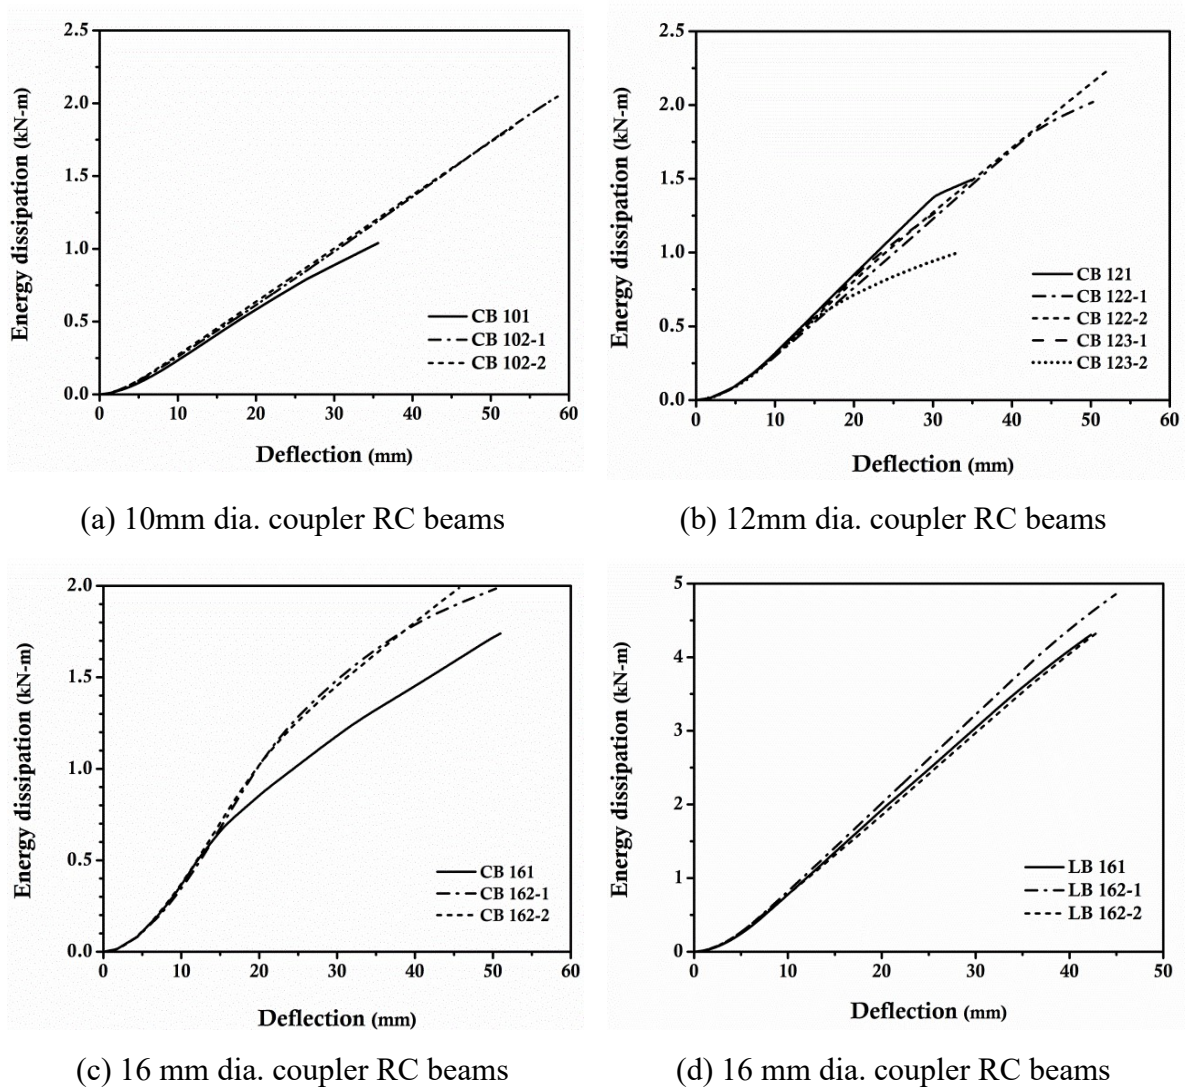 2.5
2.0
1.5
1.0
0.5
0.0
0 10 20 30 40 50 60
Energy dissipation (kN-m)
Deflection (mm)
CB 101
CB 102-1
CB 102-2
(a) 10mm dia. coupler RC beams
2.5
2.0
1.5
1.0
0.5
0.0
0 10 20 30 40 50 60
Energy dissipation (kN-m)
Deflection (mm)
CB 121
CB 122-1
CB 122-2
CB 123-1
CB 123-2
(b) 12mm dia. coupler RC beams
2.0
1.5
1.0
0.5
0.0
0 10 20 30 40 50 60
Energy dissipation (kN-m)
Deflection (mm)
CB 161
CB 162-1
CB 162-2
(c) 16 mm dia. coupler RC beams
5
4
3
2
1
0
0 10 20 30 40 50
Energy dissipation (kN-m)
Deflection (mm)
LB 161
LB 162-1
LB 162-2
(d) 16 mm dia. coupler RC beams